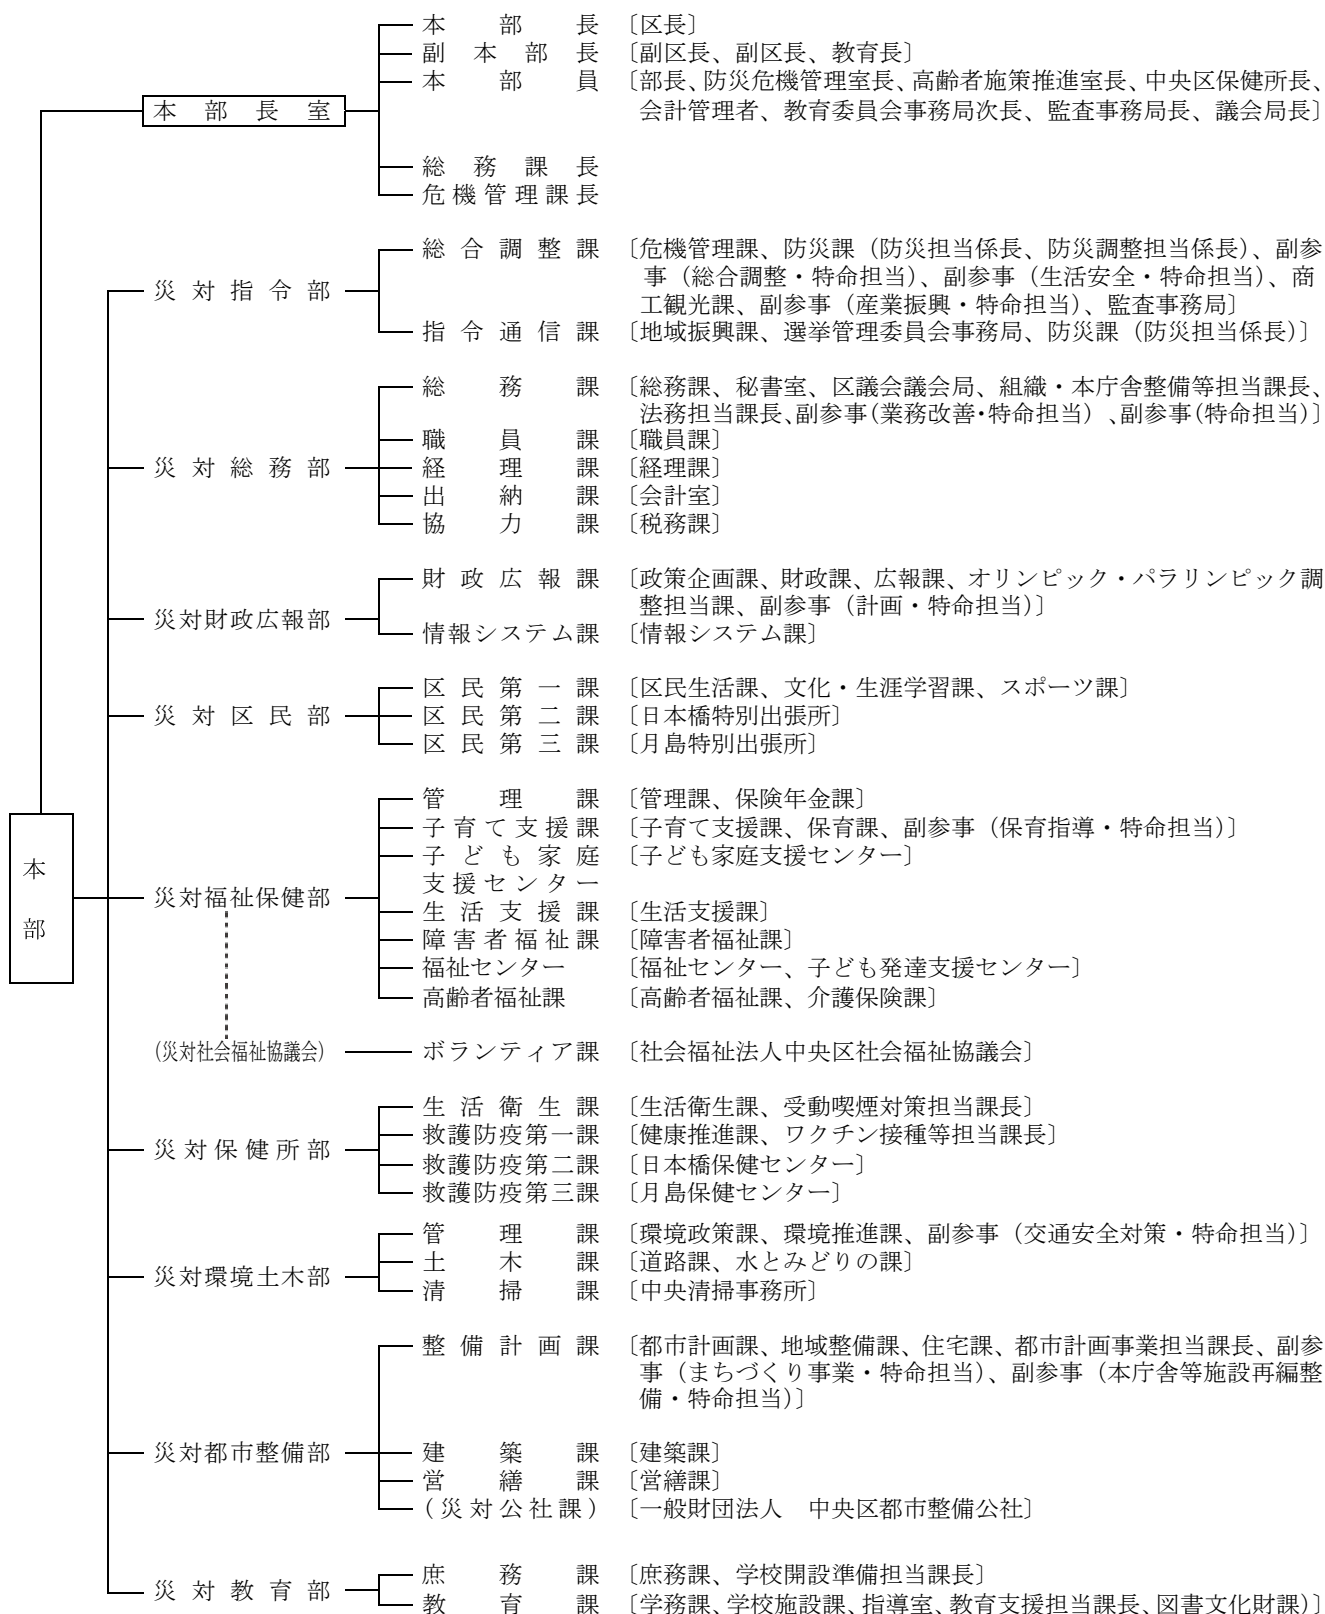 本部長〔区長〕
副本部長〔副区長、副区長、教育長〕
本部員〔部長、防災危機管理室長、高齢者施策推進室長、中央区保健所長、
会計管理者、教育委員会事務局次長、監査事務局長、議会局長〕
本部長室
総務課長
危機管理課長
総合調整課〔危機管理課、防災課（防災担当係長、防災調整担当係長）、副参
事（総合調整・特命担当）、副参事（生活安全・特命担当）、商
工観光課、副参事（産業振興・特命担当）、監査事務局〕
災対指令部
指令通信課〔地域振興課、選挙管理委員会事務局、防災課（防災担当係長）〕
総務課〔総務課、秘書室、区議会議会局、組織・本庁舎整備等担当課長、
法務担当課長、副参事（業務改善・特命担当）、副参事（特命担当）〕
職員課〔職員課〕
災対総務部
経理課〔経理課〕
出納課〔会計室〕
協力課〔税務課〕
財政広報課〔政策企画課、財政課、広報課、オリンピック・パラリンピック調
整担当課、副参事（計画・特命担当）〕
災対財政広報部
情報システム課〔情報システム課〕
区民第一課〔区民生活課、文化・生涯学習課、スポーツ課〕
災対区民部
区民第二課〔日本橋特別出張所〕
区民第三課〔月島特別出張所〕
管理課〔管理課、保険年金課〕
子育て支援課〔子育て支援課、保育課、副参事（保育指導・特命担当）〕
子ども家庭〔子ども家庭支援センター〕
支援センター
本部
災対福祉保健部
生活支援課〔生活支援課〕
障害者福祉課〔障害者福祉課〕
福祉センター〔福祉センター、子ども発達支援センター〕
高齢者福祉課〔高齢者福祉課、介護保険課〕
（災対社会福祉協議会）ボランティア課〔社会福祉法人中央区社会福祉協議会〕
生活衛生課〔生活衛生課、受動喫煙対策担当課長〕
救護防疫第一課〔健康推進課、ワクチン接種等担当課長〕
災対保健所部
救護防疫第二課〔日本橋保健センター〕
救護防疫第三課〔月島保健センター〕
管理課〔環境政策課、環境推進課、副参事（交通安全対策・特命担当）〕
土木課〔道路課、水とみどりの課〕
災対環境土木部
清掃課〔中央清掃事務所〕
整備計画課〔都市計画課、地域整備課、住宅課、都市計画事業担当課長、副参
事（まちづくり事業・特命担当）、副参事（本庁舎等施設再編整
備・特命担当）〕
災対都市整備部
建築課〔建築課〕
営繕課〔営繕課〕
（災対公社課）〔一般財団法人　中央区都市整備公社〕
庶務課〔庶務課、学校開設準備担当課長〕
災対教育部
教育課〔学務課、学校施設課、指導室、教育支援担当課長、図書文化財課）〕